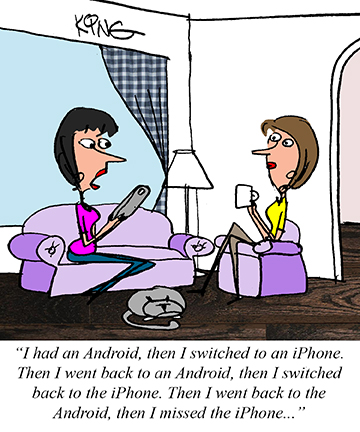 KING
“I had an Android, then I switched to an iPhone.
Then I went back to an Android, then I switched
back to the iPhone. Then I went back to the
Android, then I missed the iPhone...”